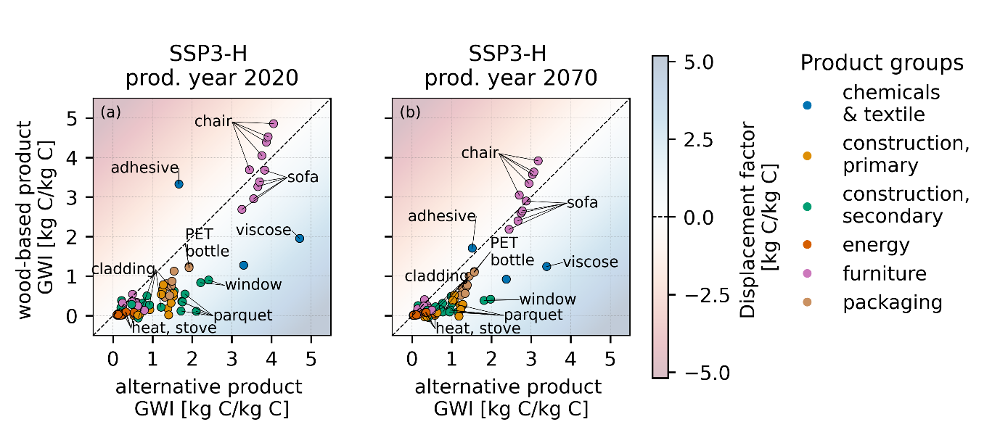 SSP3-H
prod. year 2020
(a)
chair
adhesive
sofa
PET
bottle
viscose
cladding
window
parquet
heat, stove
5
4
3
2
1
0
wood-based product
GWI [kg C/kg C]
0 1 2 3 4 5
alternative product
GWI [kg C/kg C]
SSP3-H
prod. year 2070
(b)
chair
sofa
adhesive
PET
bottle
viscose
cladding
window
parquet
heat, stove
0 1 2 3 4 5
alternative product
GWI [kg C/kg C]
5.0
2.5
0.0
−2.5
−5.0
Displacement factor
[kg C/kg C]
Product groups
chemicals
& textile
construction,
primary
construction,
secondary
energy
furniture
packaging